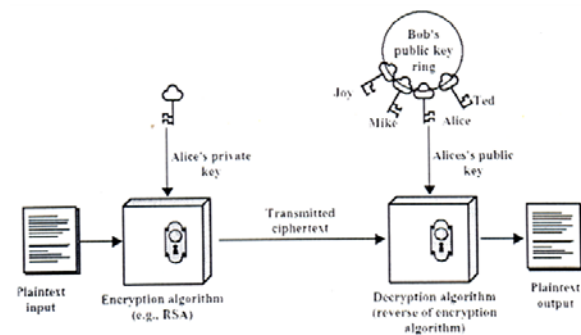 Bob's
public key
ring
Joy
Mike
Alice
Ted
Alice's private
key
Alices's public
key
Transmitted
ciphertext
Plaintext
input
Encryption algorithm
(e.g., RSA)
Decryption algorithm
(reverse of encryption
algorithm)
Plaintext
output